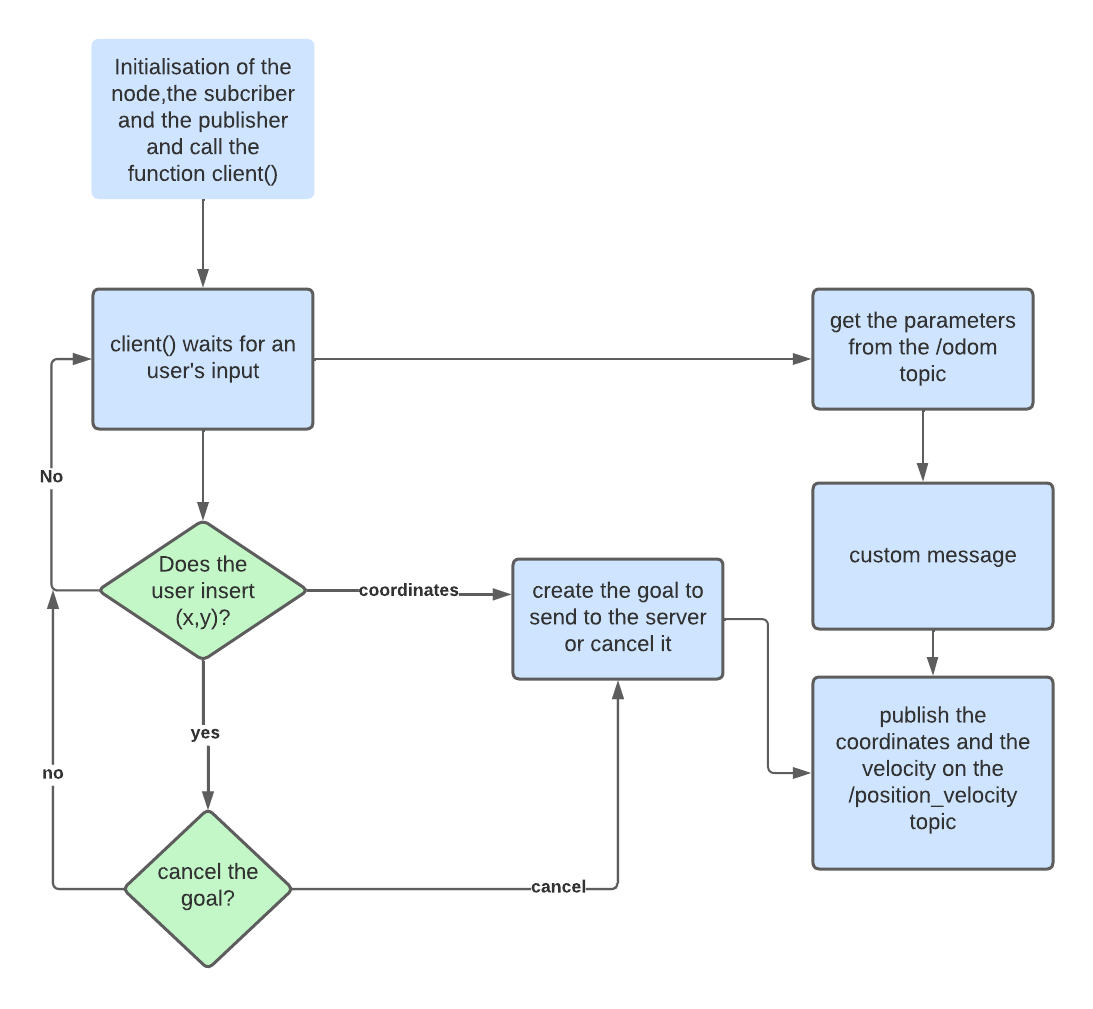 Initialisation of the
node,the subcriber
and the publisher
and call the
function client()
client() waits for an
user's input
get the parameters
from the /odom
topic
No
custom message
Does the
user insert
(x,y)?
coordinates
create the goal to
send to the server
or cancel it
yes
publish the
coordinates and the
velocity on the
/position_velocity
topic
no
cancel the
goal?
cancel